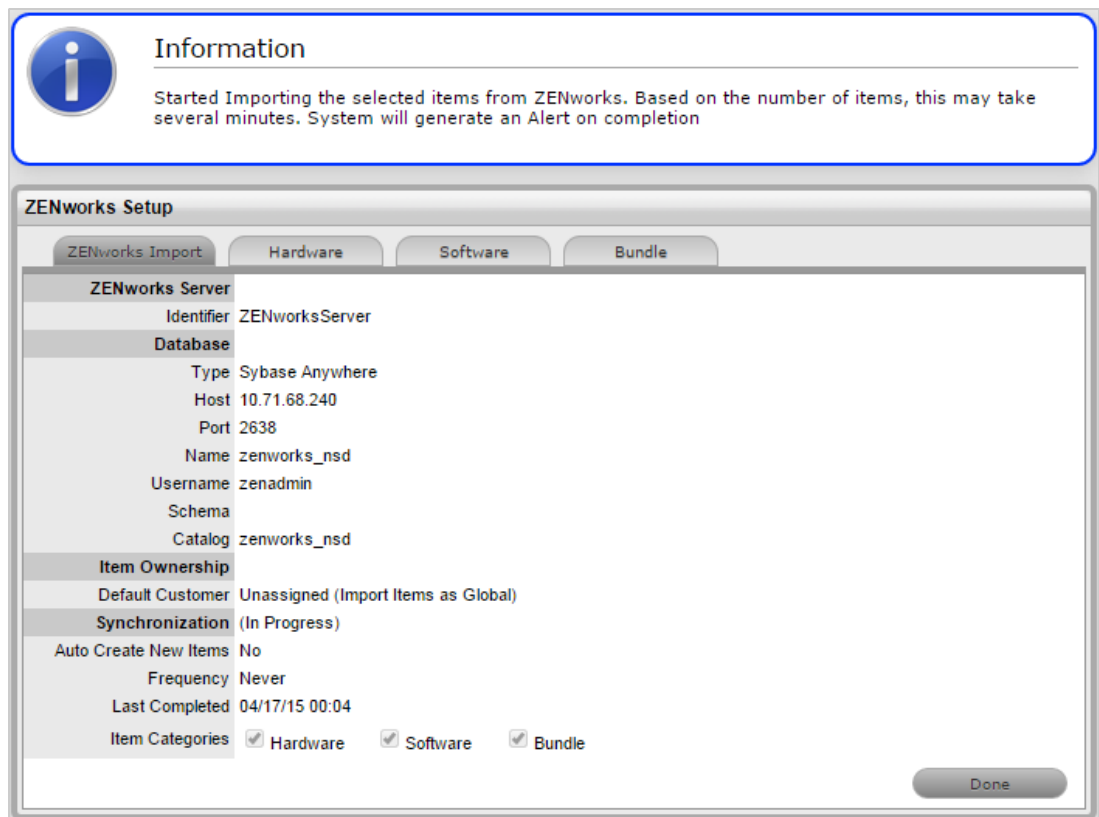 Information
Started Importing the selected items from ZENworks. Based on the number of items, this may take
several minutes. System will generate an Alert on completion
ZENworks Setup
ZENworks Import Hardware Software Bundle
ZENworks Server
Identifier ZENworksServer
Database
Type Sybase Anywhere
Host 10.71.68.240
Port 2638
Name zenworks_nsd
Username zenadmin
Schema
Catalog zenworks_nsd
Item Ownership
Default Customer Unassigned (Import Items as Global)
Synchronization (In Progress)
Auto Create New Items No
Frequency Never
Last Completed 04/17/15 00:04
Item Categories Hardware Software Bundle
Done